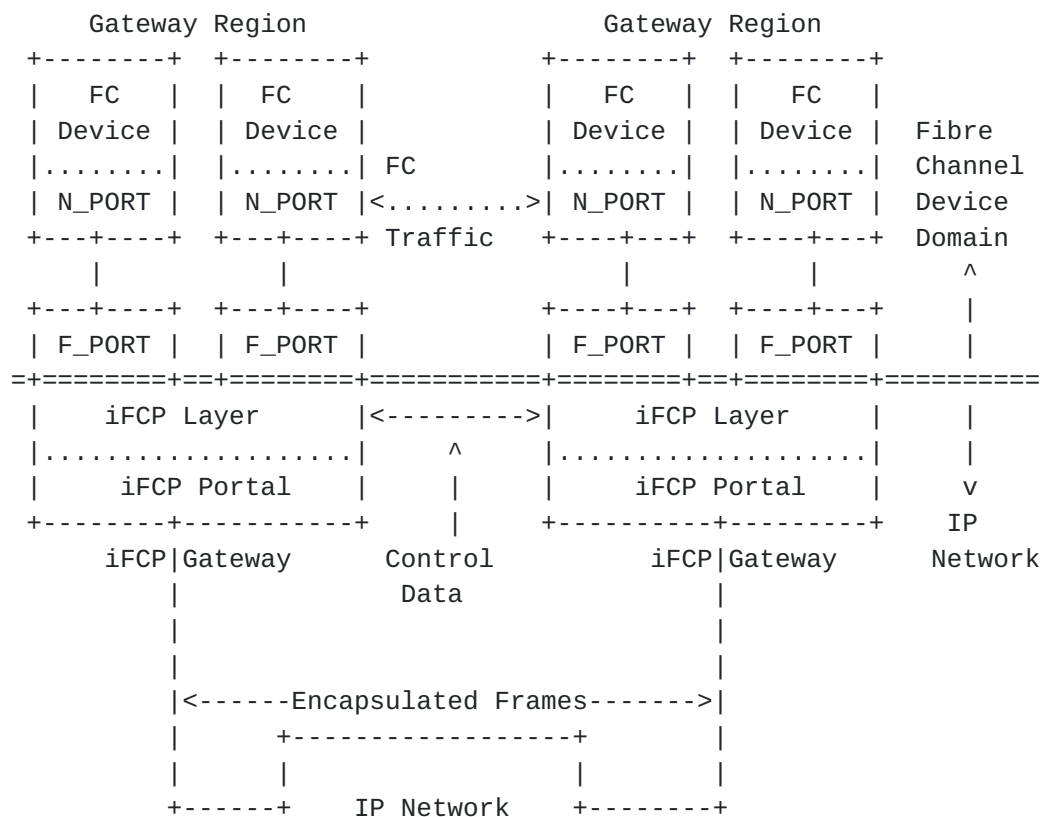 Gateway Region                   Gateway Region
 +--------+  +--------+           +--------+  +--------+
 |   FC   |  |  FC    |           |   FC   |  |   FC   |
 | Device |  | Device |           | Device |  | Device |  Fibre
 |........|  |........| FC        |........|  |........|  Channel
 | N_PORT |  | N_PORT |<.........>| N_PORT |  | N_PORT |  Device
 +---+----+  +---+----+ Traffic   +----+---+  +----+---+  Domain
     |           |                     |           |         ^
 +---+----+  +---+----+           +----+---+  +----+---+     |
 | F_PORT |  | F_PORT |           | F_PORT |  | F_PORT |     |
=+========+==+========+===========+========+==+========+==========
 |    iFCP Layer      |<--------->|     iFCP Layer     |     |
 |....................|     ^     |....................|     |
 |     iFCP Portal    |     |     |     iFCP Portal    |     v
 +--------+-----------+     |     +----------+---------+    IP
      iFCP|Gateway      Control          iFCP|Gateway      Network
          |              Data                |
          |                                  |
          |                                  |
          |<------Encapsulated Frames------->|
          |      +------------------+        |
          |      |                  |        |
          +------+    IP Network    +--------+